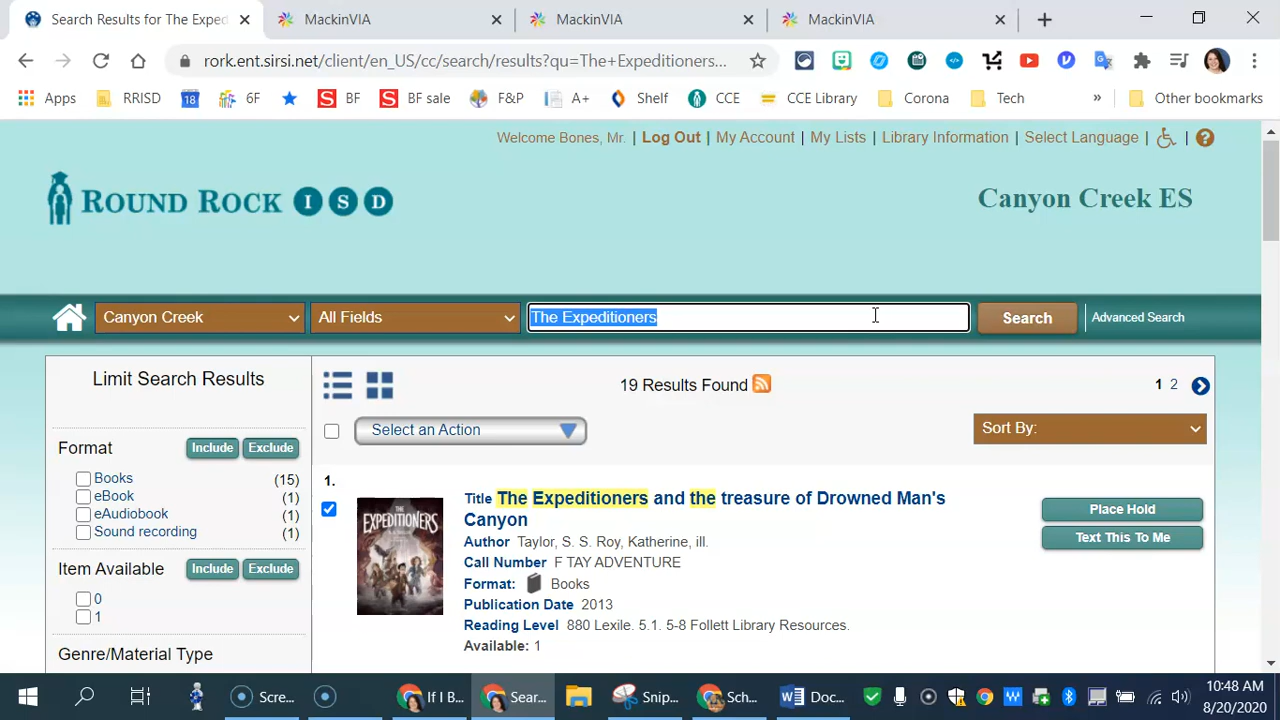 Search Results for The Exped
MackinVIA
MackinVIA
MackinVIA
rork.ent.sirsi.net/client/en_US/cc/search/results?qu=The+Expeditioners...
Apps
RRISD
18
6F
S
BF
S
BF sale
F&P
A+
Shelf
CCE
CCE Library
Corona
Tech
»
Other bookmarks
Welcome Bones, Mr. | Log Out | My Account | My Lists | Library Information | Select Language | | ?
ROUND ROCK I S D
Canyon Creek ES
Canyon Creek
All Fields
The Expeditioners
Search
Advanced Search
Limit Search Results
19 Results Found
1 2
Select an Action
Sort By:
Format
Include
Exclude
Books (15)
eBook (1)
eAudiobook (1)
Sound recording (1)
Item Available
Include
Exclude
0
1
Genre/Material Type
1.
THE
EXPEDITIONERS
Title The Expeditioners and the treasure of Drowned Man's
Canyon
Author Taylor, S. S. Roy, Katherine, ill.
Call Number F TAY ADVENTURE
Format: Books
Publication Date 2013
Reading Level 880 Lexile. 5.1. 5-8 Follett Library Resources.
Available: 1
Place Hold
Text This To Me
Scre...
If I B...
Sear...
Snip...
Sch...
Doc...
10:48 AM
8/20/2020